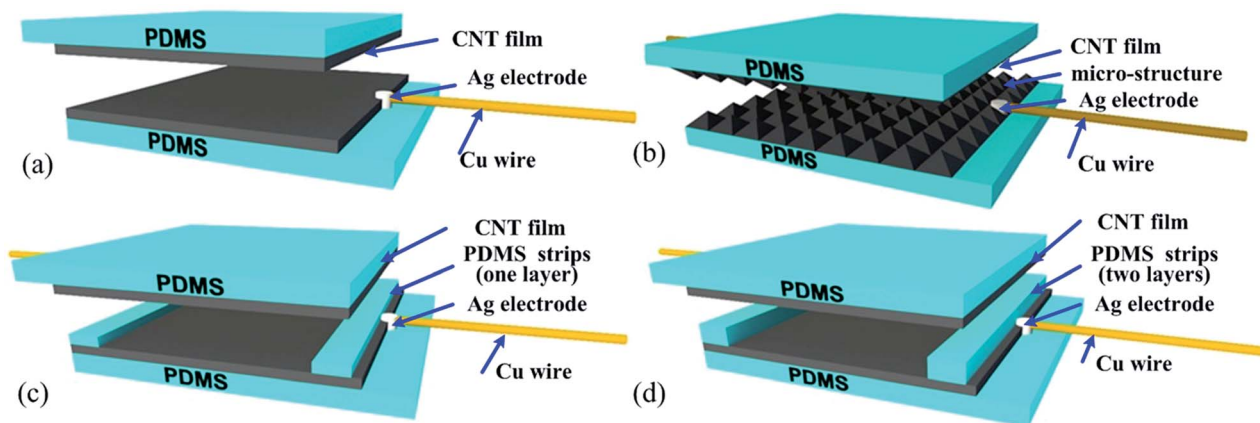 PDMS
CNT film
Ag electrode
PDMS
Cu wire
(a)
PDMS
CNT film
micro-structure
Ag electrode
PDMS
Cu wire
(b)
PDMS
CNT film
PDMS strips
(one layer)
Ag electrode
PDMS
Cu wire
(c)
PDMS
CNT film
PDMS strips
(two layers)
Ag electrode
PDMS
Cu wire
(d)